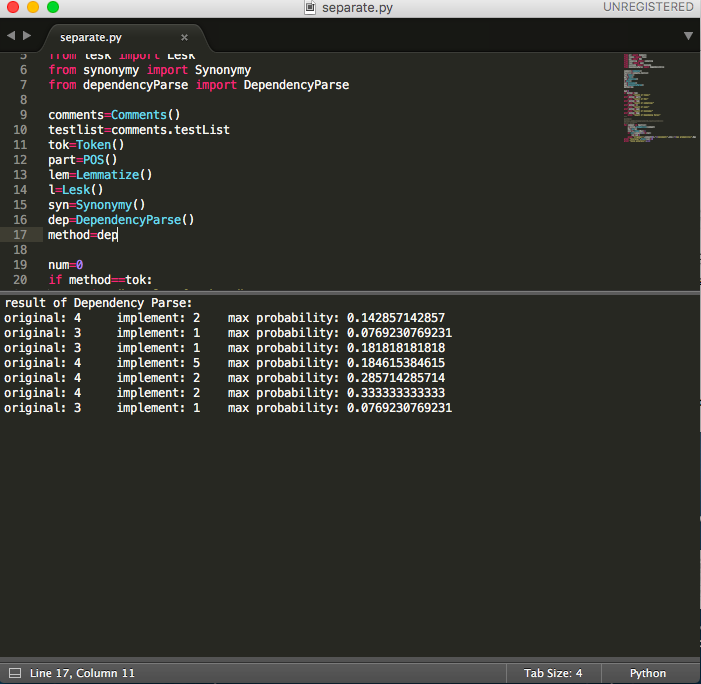 separate.py
UNREGISTERED
separate.py ×
5 from lesk import Lesk
6 from synonymy import Synonymy
7 from dependencyParse import DependencyParse
8
9 comments=Comments()
10 testlist=comments.testList
11 tok=Token()
12 part=POS()
13 lem=Lemmatize()
14 l=Lesk()
15 syn=Synonymy()
16 dep=DependencyParse()
17 method=dep
18
19 num=0
20 if method==tok:
result of Dependency Parse:
original: 4 implement: 2 max probability: 0.142857142857
original: 3 implement: 1 max probability: 0.0769230769231
original: 3 implement: 1 max probability: 0.181818181818
original: 4 implement: 5 max probability: 0.184615384615
original: 4 implement: 2 max probability: 0.285714285714
original: 4 implement: 2 max probability: 0.333333333333
original: 3 implement: 1 max probability: 0.0769230769231
Line 17, Column 11
Tab Size: 4
Python